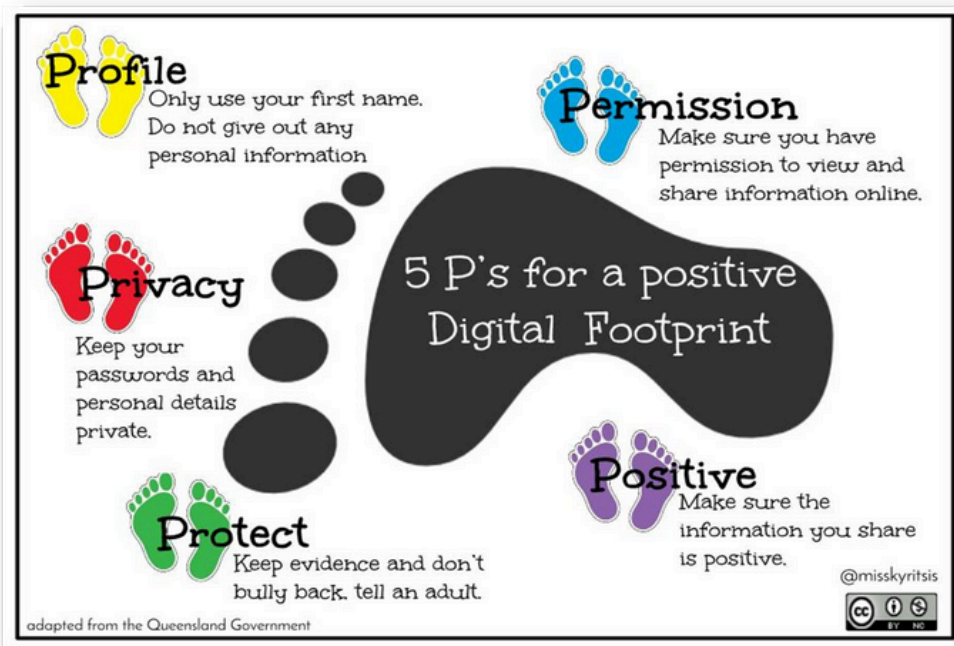 Profile
Only use your first name.
Do not give out any
personal information
Permission
Make sure you have
permission to view and
share information online.
Privacy
Keep your
passwords and
personal details
private.
5 P's for a positive
Digital Footprint
Protect
Keep evidence and don't
bully back. tell an adult.
Positive
Make sure the
information you share
is positive.
@misskyritsis
cc
BY NC
adapted from the Queensland Government